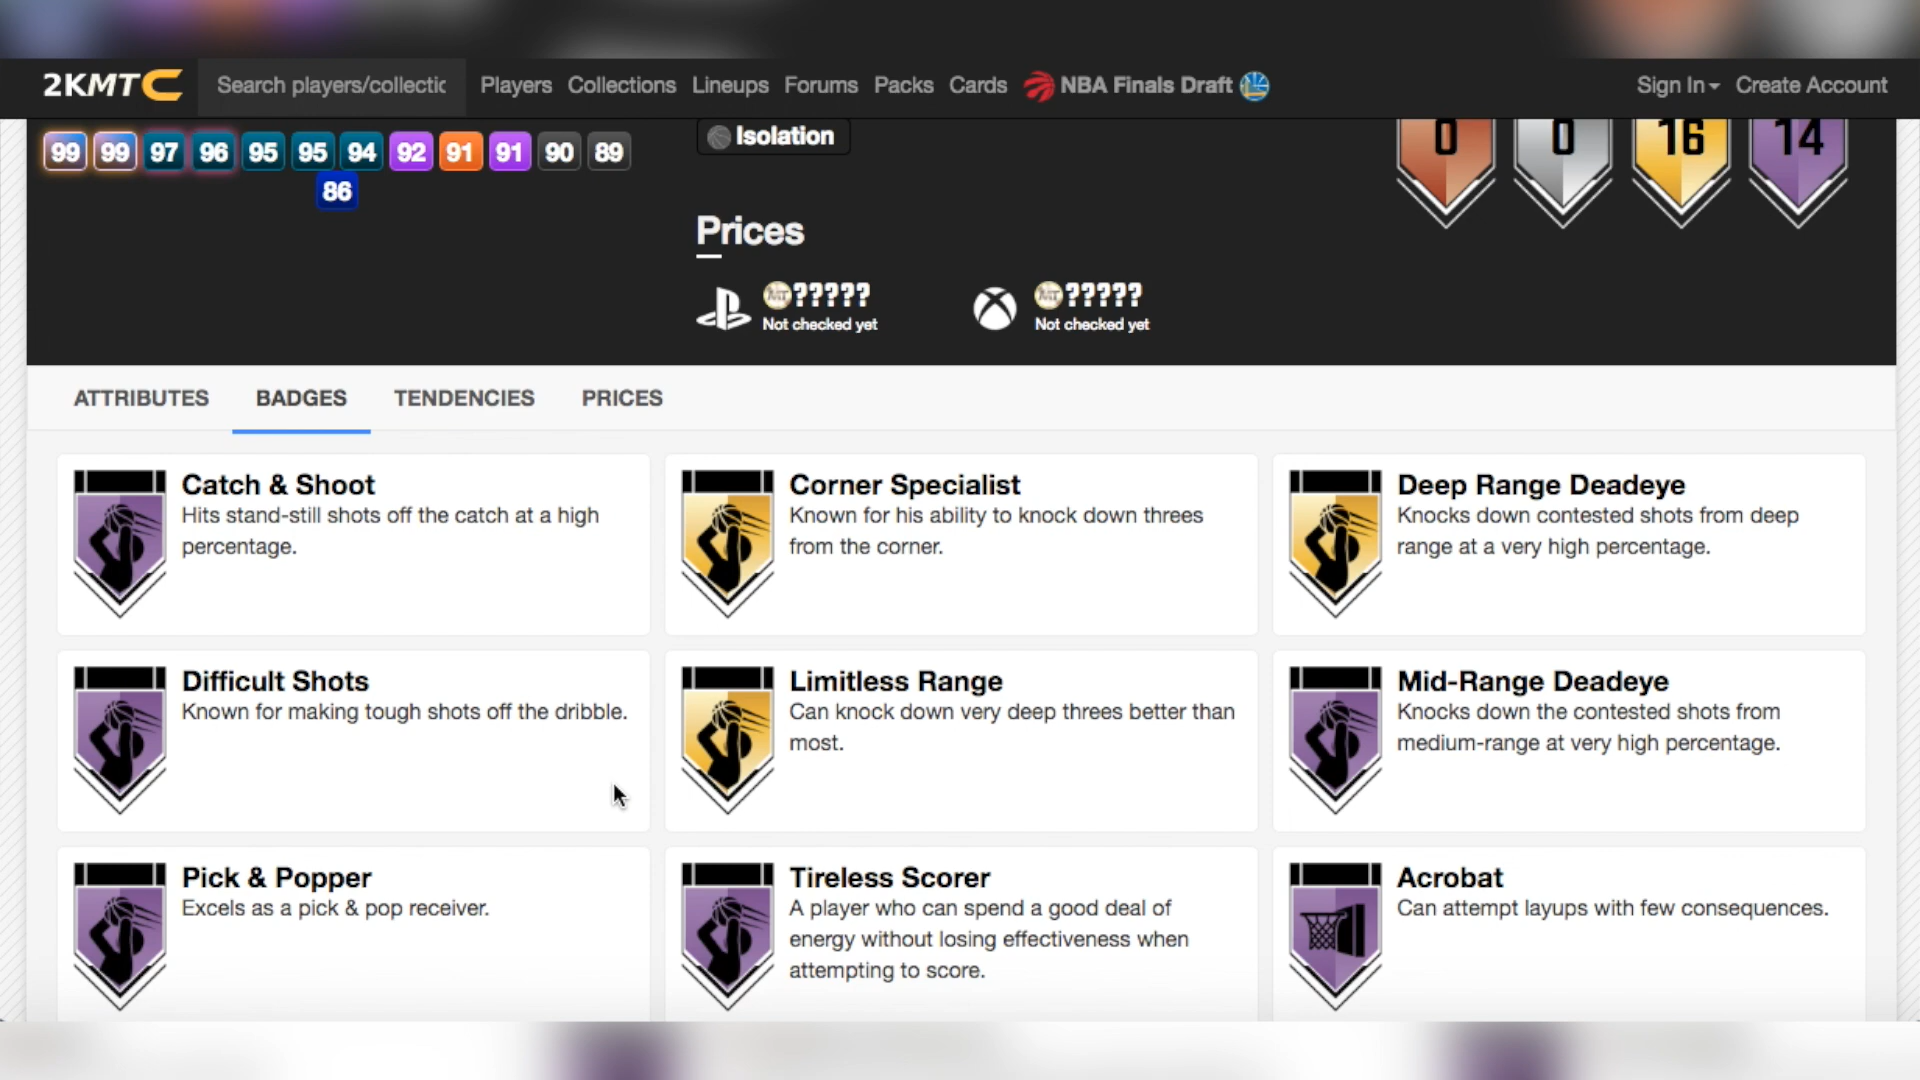 2KMTC Search players/collectic Players Collections Lineups Forums Packs Cards NBA Finals Draft Sign In Create Account
99 99 97 96 95 95 94 92 91 91 90 89
86
Isolation
0 0 16 14
Prices
MT ????? MT ?????
Not checked yet Not checked yet
ATTRIBUTES BADGES TENDENCIES PRICES
Catch & Shoot
Hits stand-still shots off the catch at a high
percentage.
Corner Specialist
Known for his ability to knock down threes
from the corner.
Deep Range Deadeye
Knocks down contested shots from deep
range at a very high percentage.
Difficult Shots
Known for making tough shots off the dribble.
Limitless Range
Can knock down very deep threes better than
most.
Mid-Range Deadeye
Knocks down the contested shots from
medium-range at very high percentage.
Pick & Popper
Excels as a pick & pop receiver.
Tireless Scorer
A player who can spend a good deal of
energy without losing effectiveness when
attempting to score.
Acrobat
Can attempt layups with few consequences.